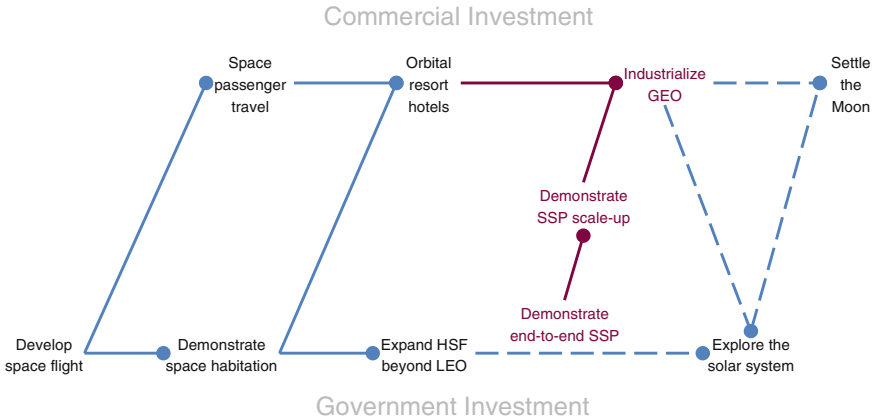 Commercial Investment
Space
passenger
travel
Orbital
resort
hotels
Industrialize
GEO
Settle
the
Moon
Demonstrate
SSP scale-up
Demonstrate
end-to-end SSP
Develop
space flight
Demonstrate
space habitation
Expand HSF
beyond LEO
Explore the
solar system
Government Investment